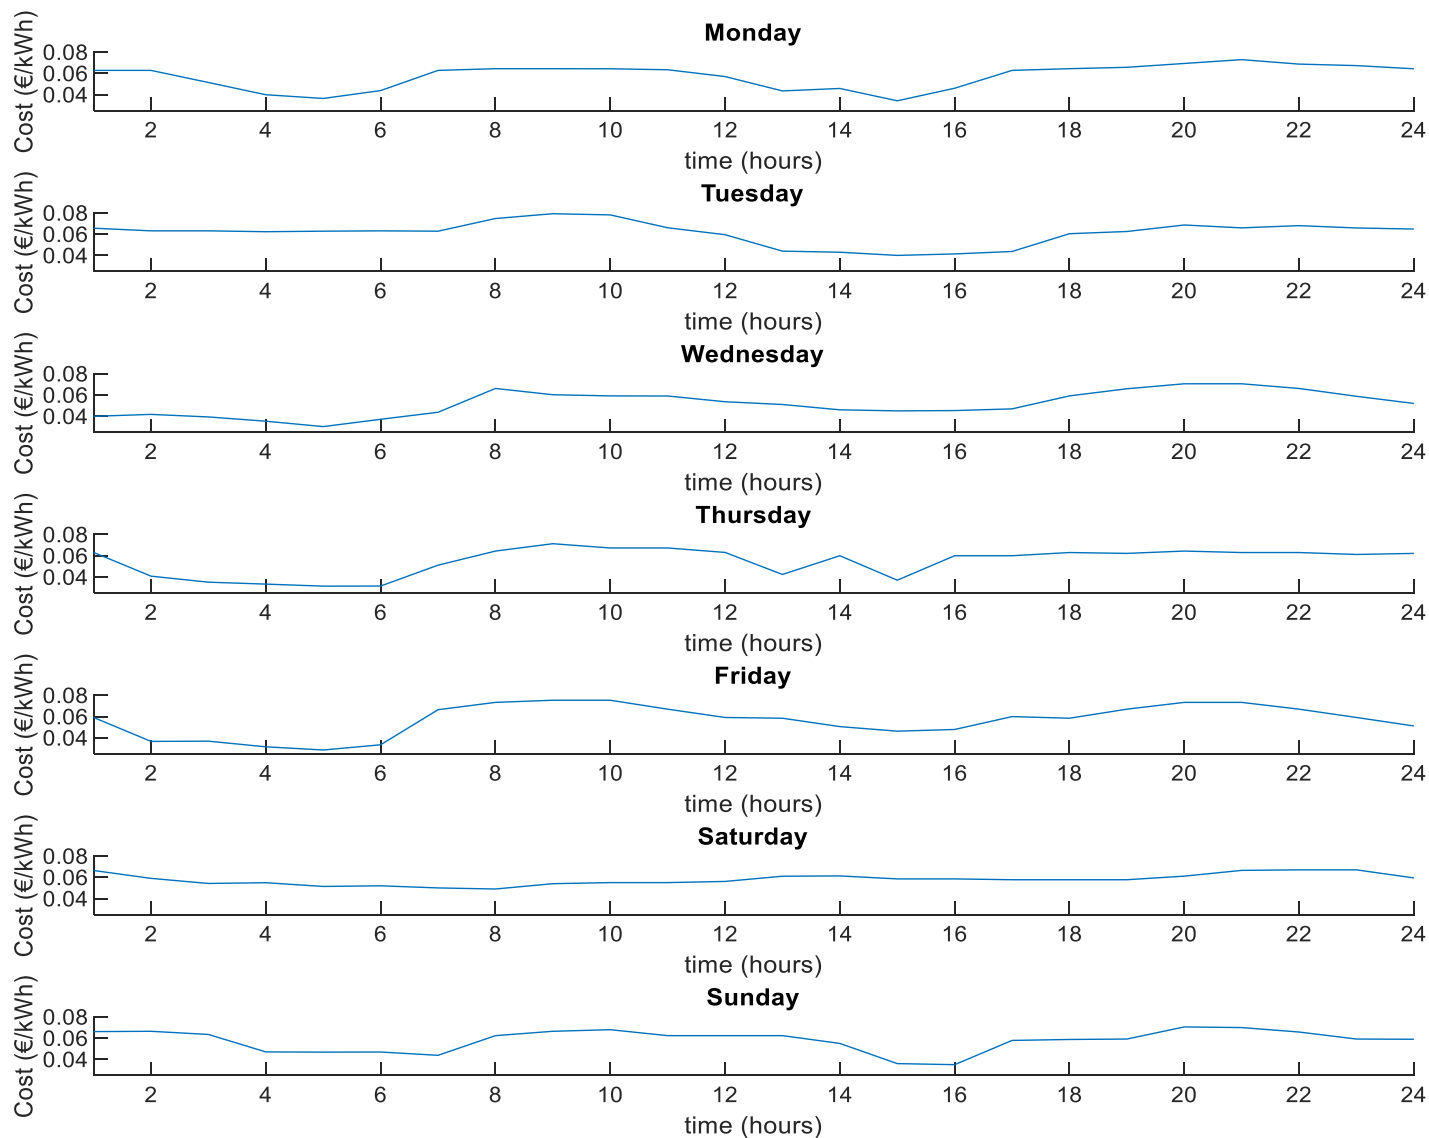 Monday
Cost (€/kWh)
0.08
0.06
0.04
2 4 6 8 10 12 14 16 18 20 22 24
time (hours)
Tuesday
Cost (€/kWh)
0.08
0.06
0.04
2 4 6 8 10 12 14 16 18 20 22 24
time (hours)
Wednesday
Cost (€/kWh)
0.08
0.06
0.04
2 4 6 8 10 12 14 16 18 20 22 24
time (hours)
Thursday
Cost (€/kWh)
0.08
0.06
0.04
2 4 6 8 10 12 14 16 18 20 22 24
time (hours)
Friday
Cost (€/kWh)
0.08
0.06
0.04
2 4 6 8 10 12 14 16 18 20 22 24
time (hours)
Saturday
Cost (€/kWh)
0.08
0.06
0.04
2 4 6 8 10 12 14 16 18 20 22 24
time (hours)
Sunday
Cost (€/kWh)
0.08
0.06
0.04
2 4 6 8 10 12 14 16 18 20 22 24
time (hours)